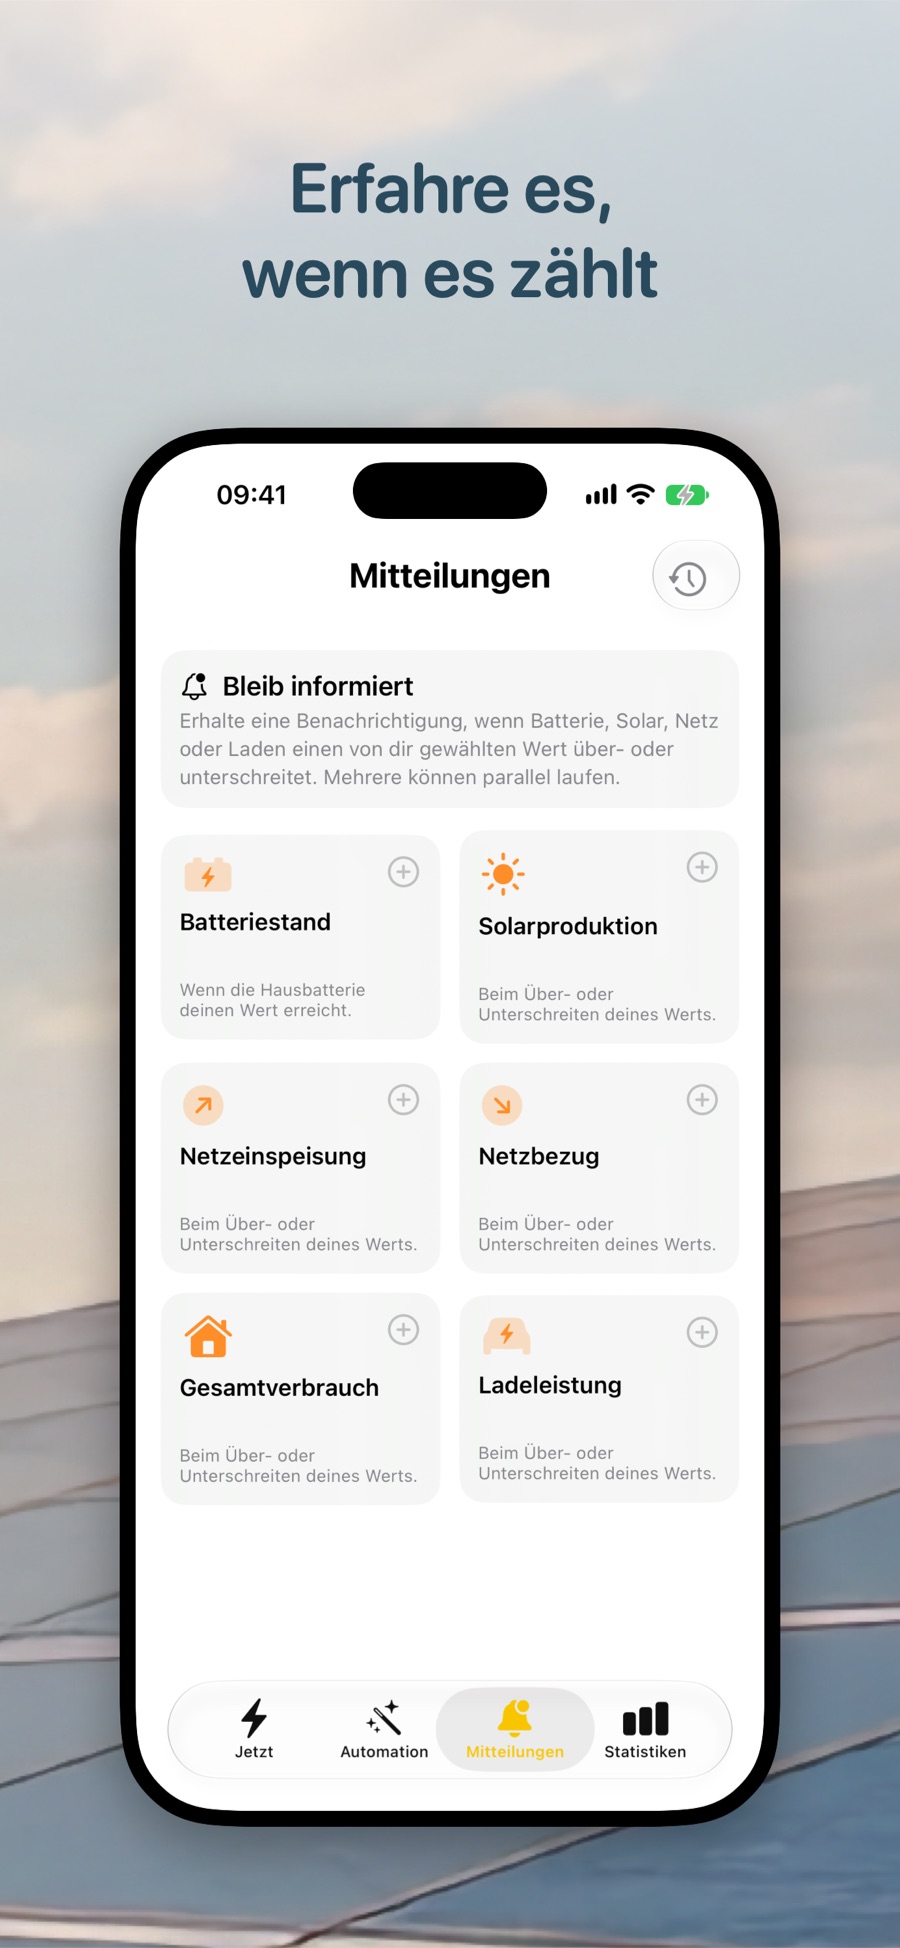 Erfahre es,
wenn es zählt
09:41
Mitteilungen
Bleib informiert
Erhalte eine Benachrichtigung, wenn Batterie, Solar, Netz
oder Laden einen von dir gewählten Wert über- oder
unterschreitet. Mehrere können parallel laufen.
Batteriestand
Wenn die Hausbatterie
deinen Wert erreicht.
Solarproduktion
Beim Über- oder
Unterschreiten deines Werts.
Netzeinspeisung
Beim Über- oder
Unterschreiten deines Werts.
Netzbezug
Beim Über- oder
Unterschreiten deines Werts.
Gesamtverbrauch
Beim Über- oder
Unterschreiten deines Werts.
Ladeleistung
Beim Über- oder
Unterschreiten deines Werts.
Jetzt
Automation
Mitteilungen
Statistiken